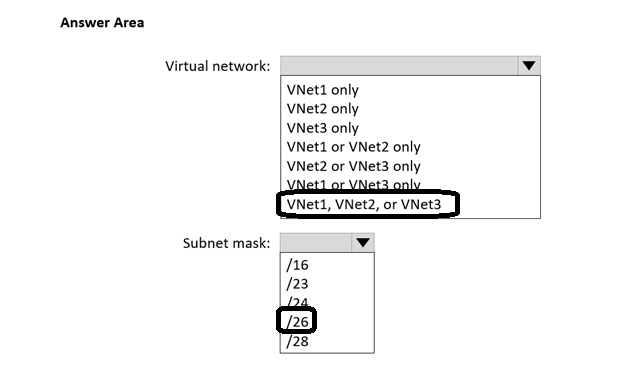 Answer Area
Virtual network:
VNet1 only
VNet2 only
VNet3 only
VNet1 or VNet2 only
VNet2 or VNet3 only
VNet1 or VNet3 only
VNet1, VNet2, or VNet3
Subnet mask:
/16
/23
/24
/26
/28